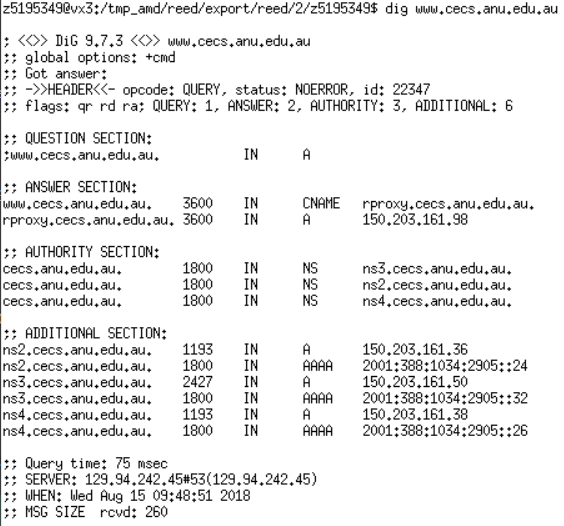 z5195349@vx3:/tmp_amd/reed/export/reed/2/z5195349$ dig www.cecs.anu.edu.au
; <<>> DiG 9.7.3 <<>> www.cecs.anu.edu.au
;; global options: +cmd
;; Got answer:
;; ->>HEADER<<- opcode: QUERY, status: NOERROR, id: 22347
;; flags: qr rd ra; QUERY: 1, ANSWER: 2, AUTHORITY: 3, ADDITIONAL: 6
;; QUESTION SECTION:
;www.cecs.anu.edu.au. IN A
;; ANSWER SECTION:
www.cecs.anu.edu.au. 3600 IN CNAME rproxy.cecs.anu.edu.au.
rproxy.cecs.anu.edu.au. 3600 IN A 150.203.161.98
;; AUTHORITY SECTION:
cecs.anu.edu.au. 1800 IN NS ns3.cecs.anu.edu.au.
cecs.anu.edu.au. 1800 IN NS ns2.cecs.anu.edu.au.
cecs.anu.edu.au. 1800 IN NS ns4.cecs.anu.edu.au.
;; ADDITIONAL SECTION:
ns2.cecs.anu.edu.au. 1193 IN A 150.203.161.36
ns2.cecs.anu.edu.au. 1800 IN AAAA 2001:388:1034:2905::24
ns3.cecs.anu.edu.au. 2427 IN A 150.203.161.50
ns3.cecs.anu.edu.au. 1800 IN AAAA 2001:388:1034:2905::32
ns4.cecs.anu.edu.au. 1193 IN A 150.203.161.38
ns4.cecs.anu.edu.au. 1800 IN AAAA 2001:388:1034:2905::26
;; Query time: 75 msec
;; SERVER: 129.94.242.45#53(129.94.242.45)
;; WHEN: Wed Aug 15 09:48:51 2018
;; MSG SIZE rcvd: 260